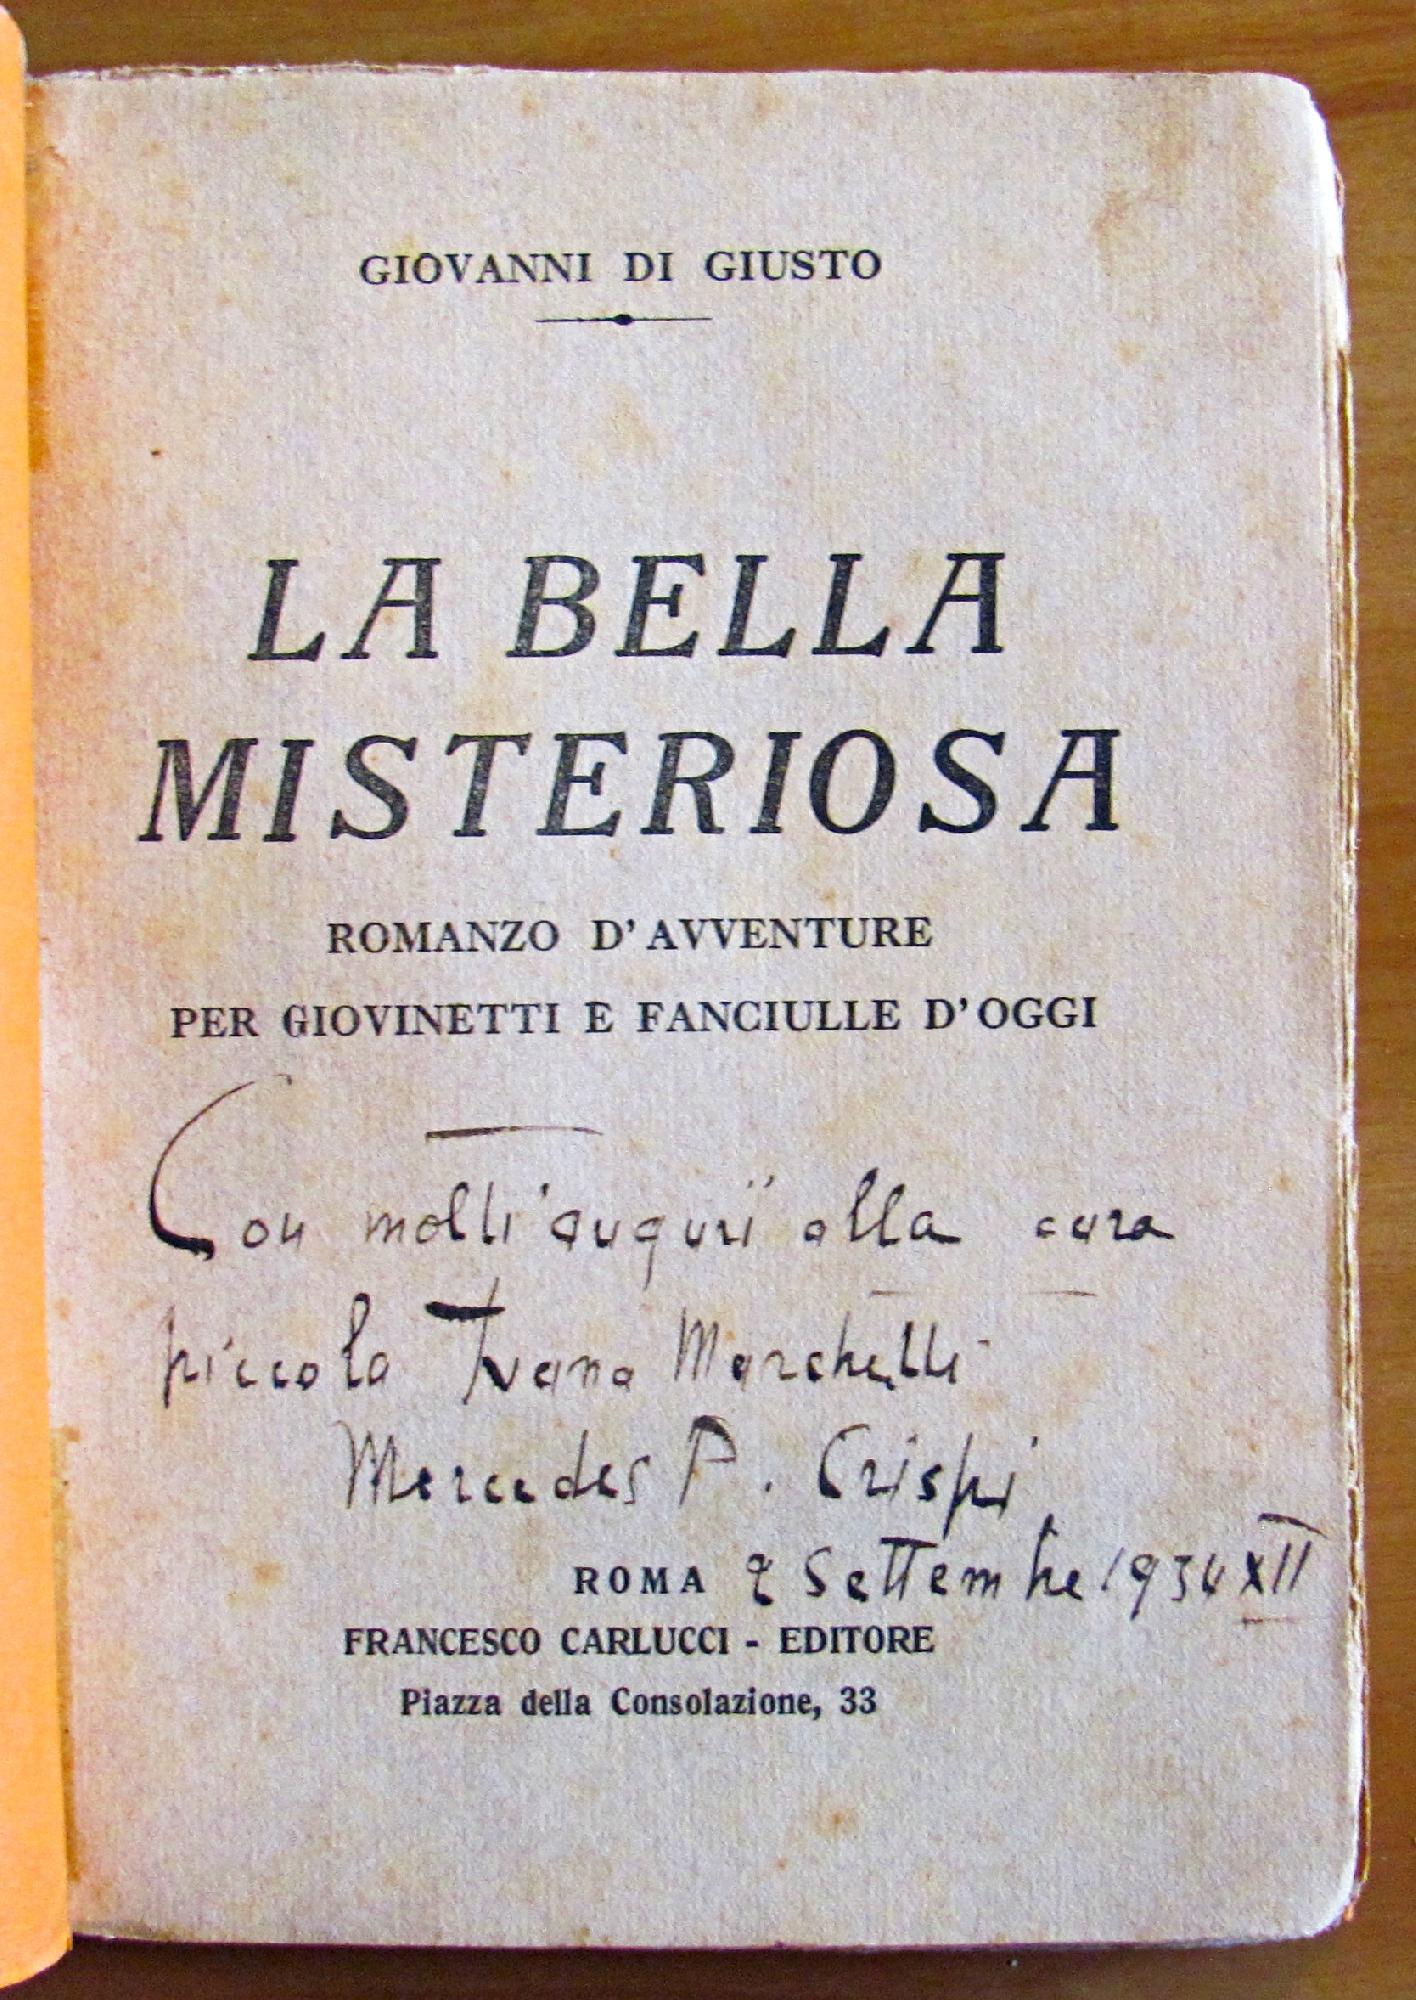 GIOVANNI DI GIUSTO
LA BELLA
MISTERIOSA
ROMANZO D'AVVENTURE
PER GIOVINETTI E FANCIULLE D'OGGI
Con molti auguri alla cara
piccola Ivana Marchelli
Mercedes P. Crispi
ROMA 2 Settembre 1934 XII
FRANCESCO CARLUCCI - EDITORE
Piazza della Consolazione, 33